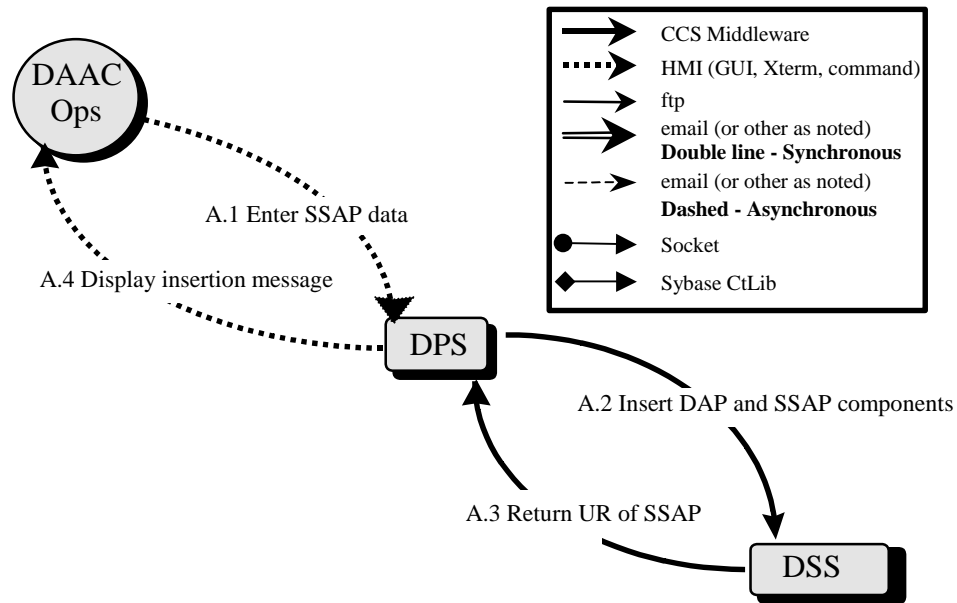 DAAC
Ops
CCS Middleware
HMI (GUI, Xterm, command)
ftp
email (or other as noted)
Double line - Synchronous
email (or other as noted)
Dashed - Asynchronous
Socket
Sybase CtLib
A.1 Enter SSAP data
A.4 Display insertion message
DPS
A.2 Insert DAP and SSAP components
A.3 Return UR of SSAP
DSS